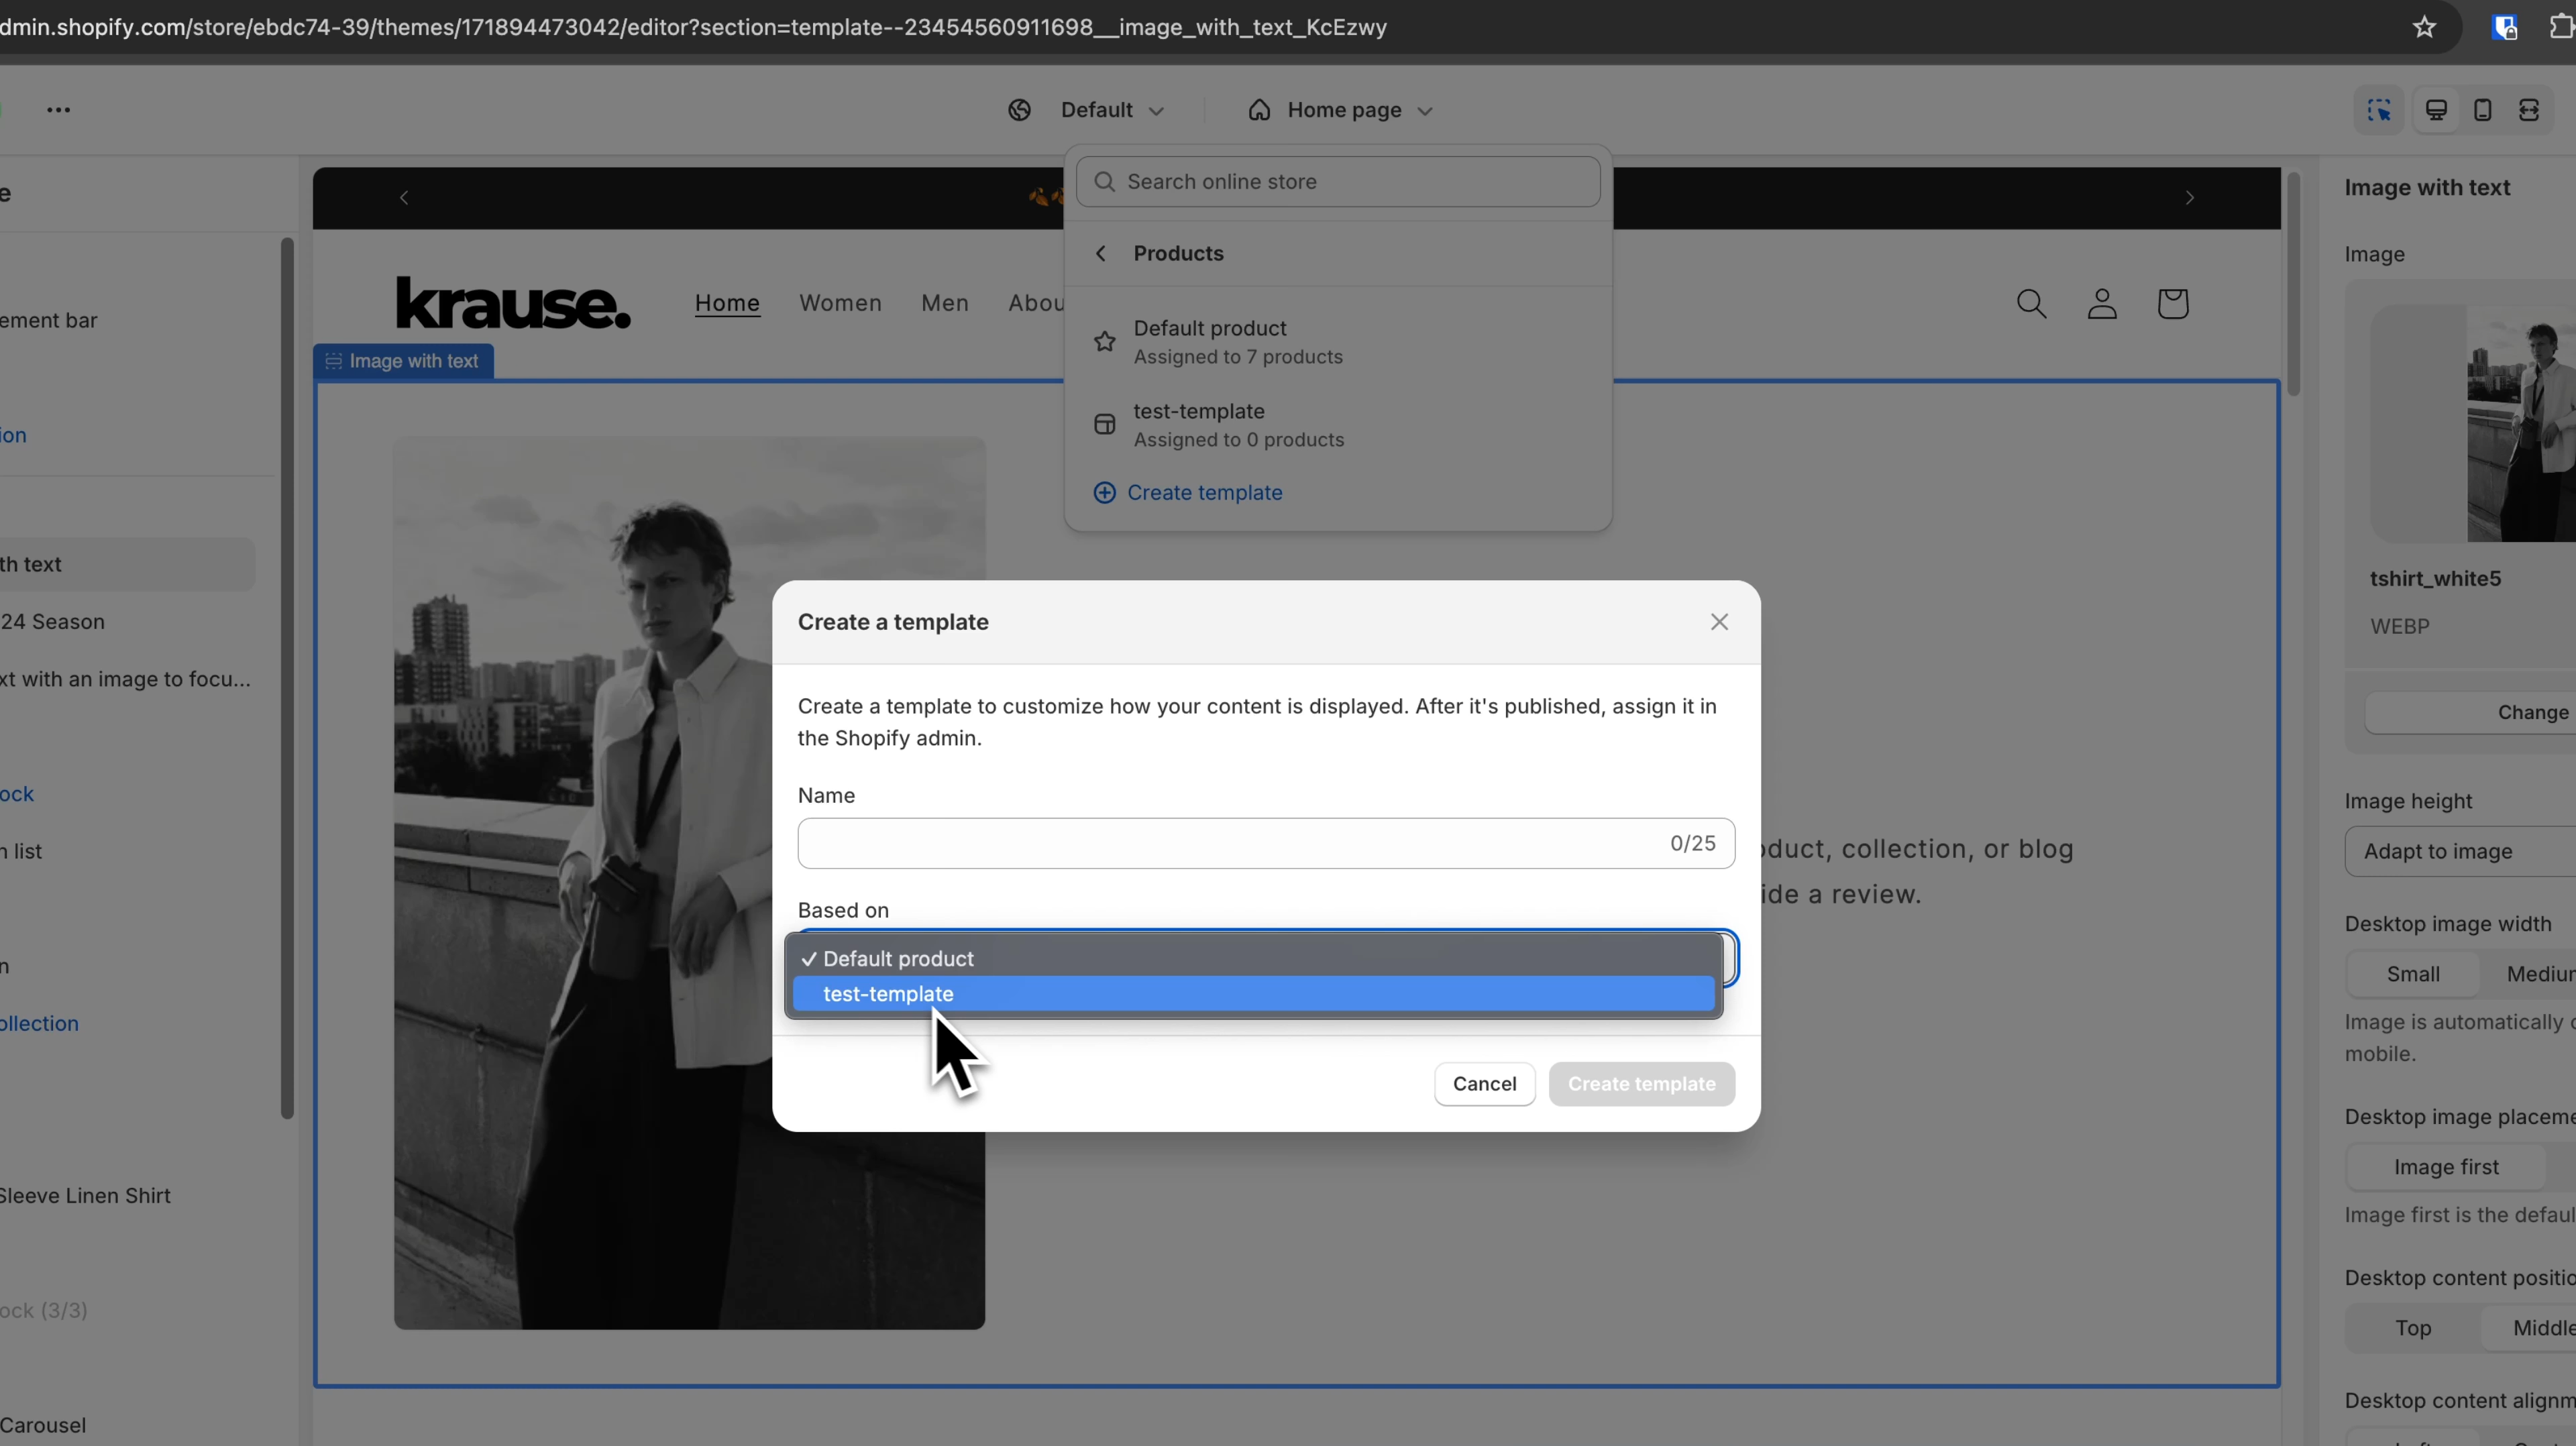 dmin.shopify.com/store/ebdc74-39/themes/171894473042/editor?section=template--23454560911698__image_with_text_KcEzwy
Default
Home page
e
ement bar
ion
th text
24 Season
xt with an image to focu...
ock
n list
n
ollection
Sleeve Linen Shirt
ock (3/3)
Carousel
Search online store
Products
Default product
Assigned to 7 products
test-template
Assigned to 0 products
Create template
krause.
Home Women Men Abou
Image with text
oduct, collection, or blog
ide a review.
Create a template
Create a template to customize how your content is displayed. After it's published, assign it in
the Shopify admin.
Name
0/25
Based on
✓ Default product
test-template
Cancel
Create template
Image with text
Image
tshirt_white5
WEBP
Change
Image height
Adapt to image
Desktop image width
Small
Mediun
Image is automatically
mobile.
Desktop image placeme
Image first
Image first is the defaul
Desktop content positio
Top
Middle
Desktop content alignm